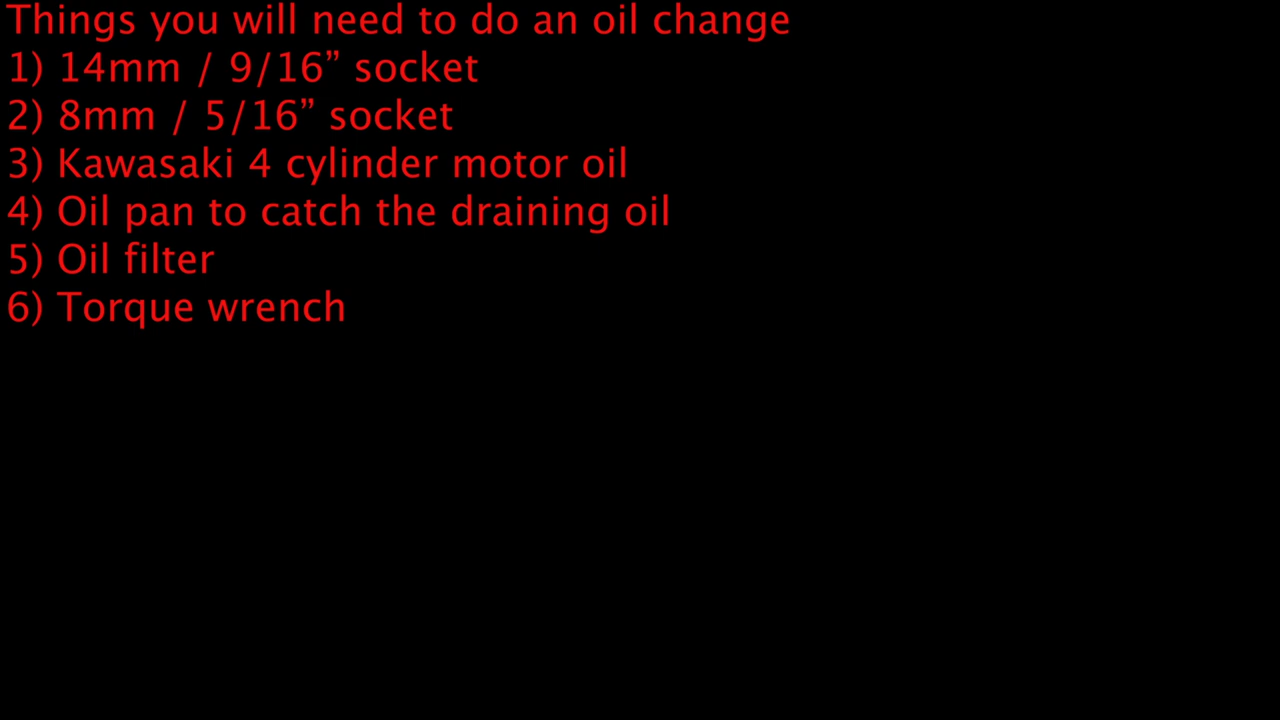 Things you will need to do an oil change
1) 14mm / 9/16” socket
2) 8mm / 5/16” socket
3) Kawasaki 4 cylinder motor oil
4) Oil pan to catch the draining oil
5) Oil filter
6) Torque wrench